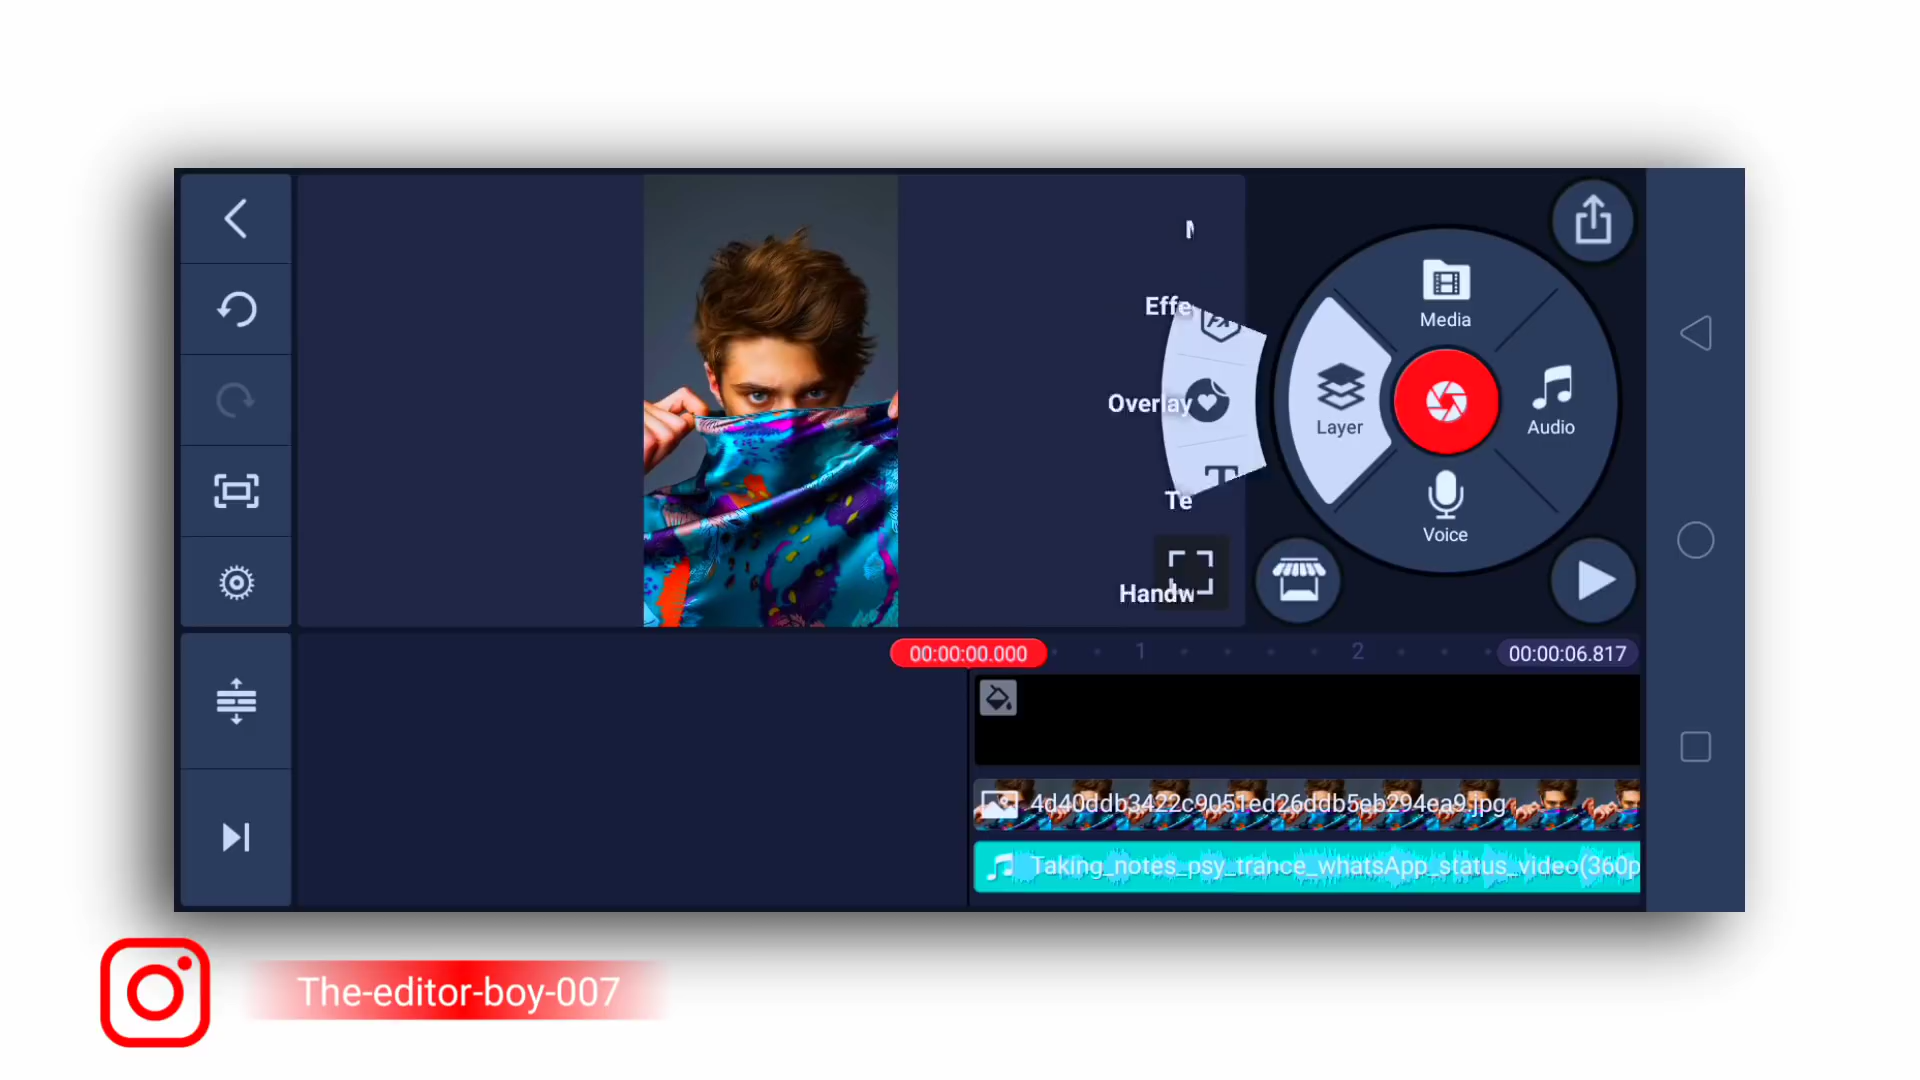 Media
Effe
Overlay
Layer
Audio
Te
Voice
Handw
00:00:00.000
1
2
00:00:06.817
4d40ddb3422c9051ed26ddb5eb294ea9.jpg
Taking_notes_psy_trance_whatsApp_status_video(360p
The-editor-boy-007